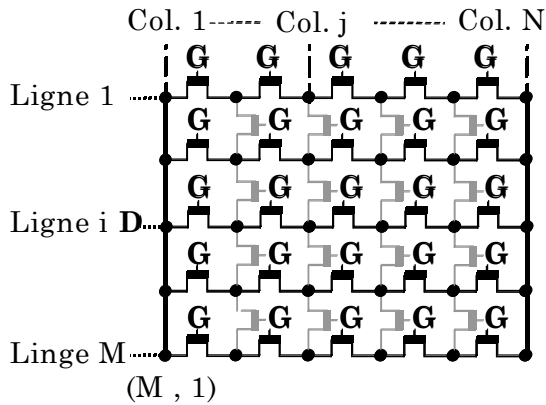 Col. 1 Col. j Col. N
G G G G G
Ligne 1
G G G G G
G G G G G
Ligne i D
G G G G G
G G G G G
Linge M
(M , 1)